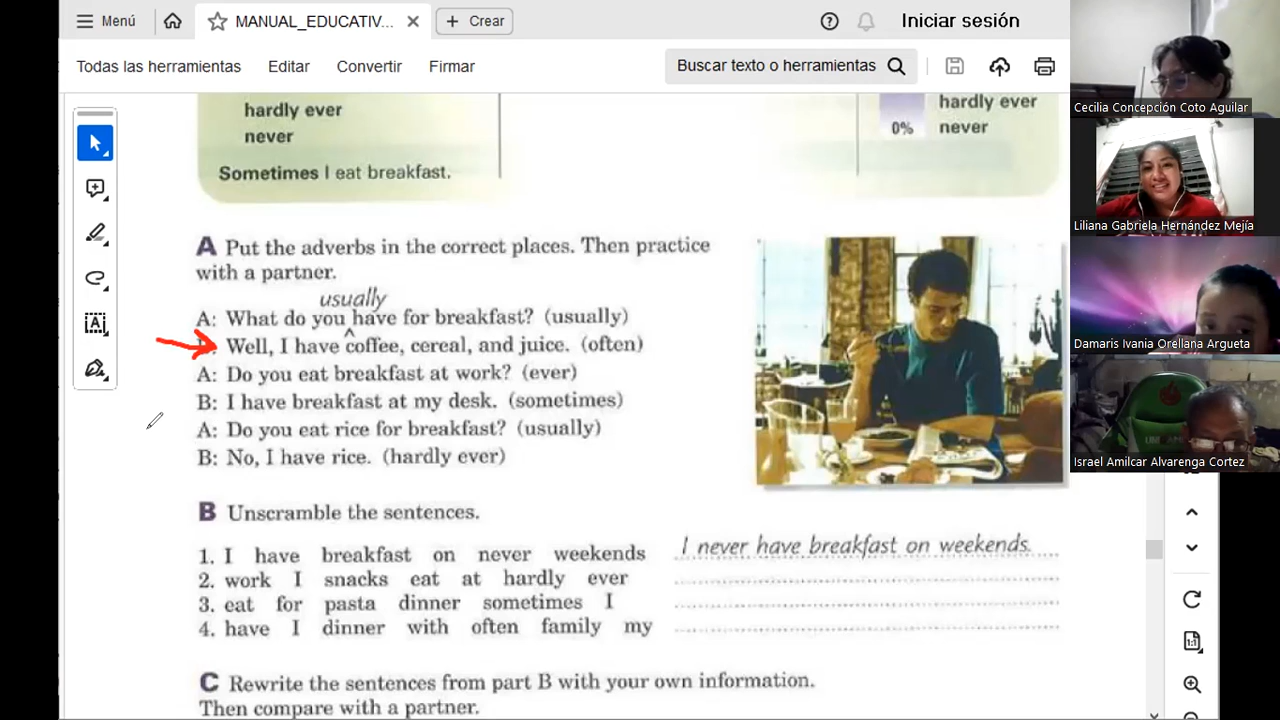 Menú
MANUAL_EDUCATIV...
Crear
Iniciar sesión
Todas las herramientas
Editar
Convertir
Firmar
Buscar texto o herramientas
hardly ever
never
Sometimes I eat breakfast.
hardly ever
0% never
A Put the adverbs in the correct places. Then practice
with a partner.
usually
A: What do you have for breakfast? (usually)
Well, I have coffee, cereal, and juice. (often)
A: Do you eat breakfast at work? (ever)
B: I have breakfast at my desk. (sometimes)
A: Do you eat rice for breakfast? (usually)
B: No, I have rice. (hardly ever)
B Unscramble the sentences.
1. I have breakfast on never weekends I never have breakfast on weekends.
2. work I snacks eat at hardly ever
3. eat for pasta dinner sometimes I
4. have I dinner with often family my
C Rewrite the sentences from part B with your own information.
Then compare with a partner.
Cecilia Concepción Coto Aguilar
Liliana Gabriela Hernández Mejía
Damaris Ivania Orellana Argueta
Israel Amilcar Alvarenga Cortez